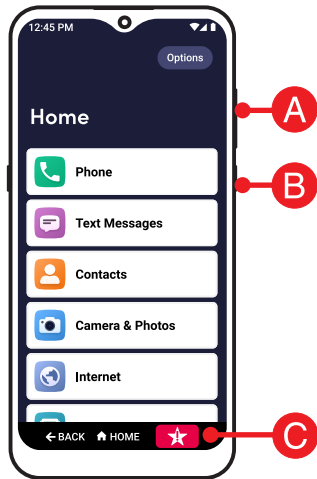 12:45 PM
Options
Home
A
Phone
B
Text Messages
Contacts
Camera & Photos
Internet
BACK HOME
C